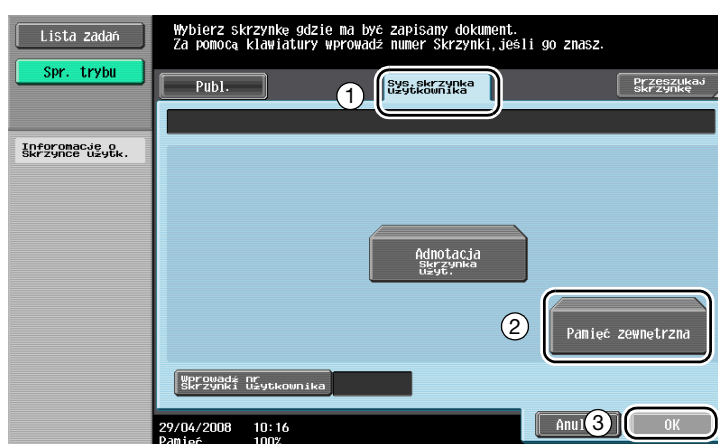 Lista zadań
Spr. trybu
Inforomacje o
Skrzynce użytk.
Wybierz skrzynkę gdzie ma być zapisany dokument.
Za pomocą klawiatury wprowadź numer Skrzynki,jeśli go znasz.
Publ.
1
Sys.skrzynka
użytkownika
Przeszukaj
skrzynkę
Adnotacja
Skrzynka
Użyt.
2
Pamięć zewnętrzna
Wprowadź nr
Skrzynki Użytkownika
29/04/2008 10:16
Pamięć 100%
Anul
3
OK